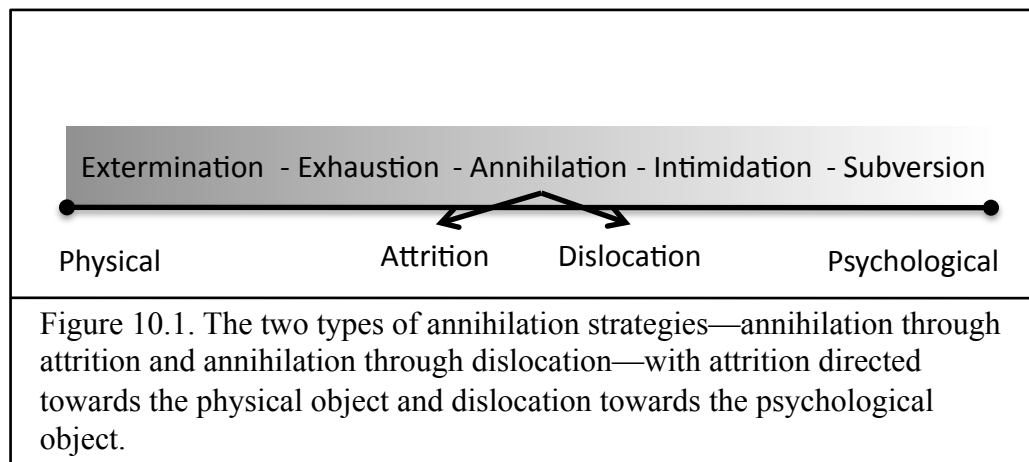 Extermination - Exhaustion - Annihilation - Intimidation - Subversion
Attrition Dislocation
Physical Psychological
Figure 10.1. The two types of annihilation strategies—annihilation through
attrition and annihilation through dislocation—with attrition directed
towards the physical object and dislocation towards the psychological
object.